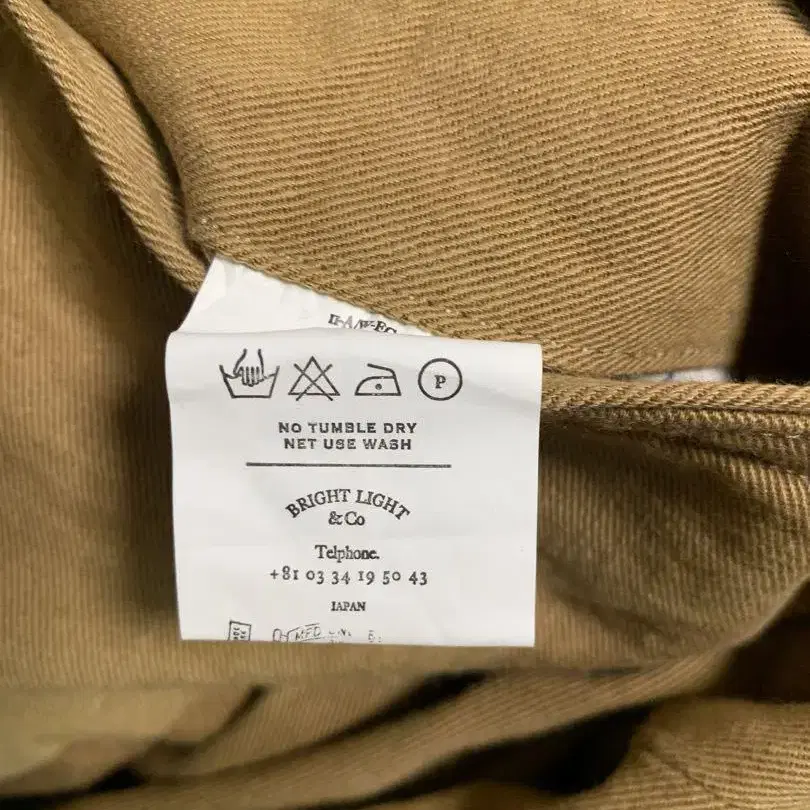 P
NO TUMBLE DRY
NET USE WASH
BRIGHT LIGHT
& Co
Telphone.
+81 03 34 19 50 43
JAPAN